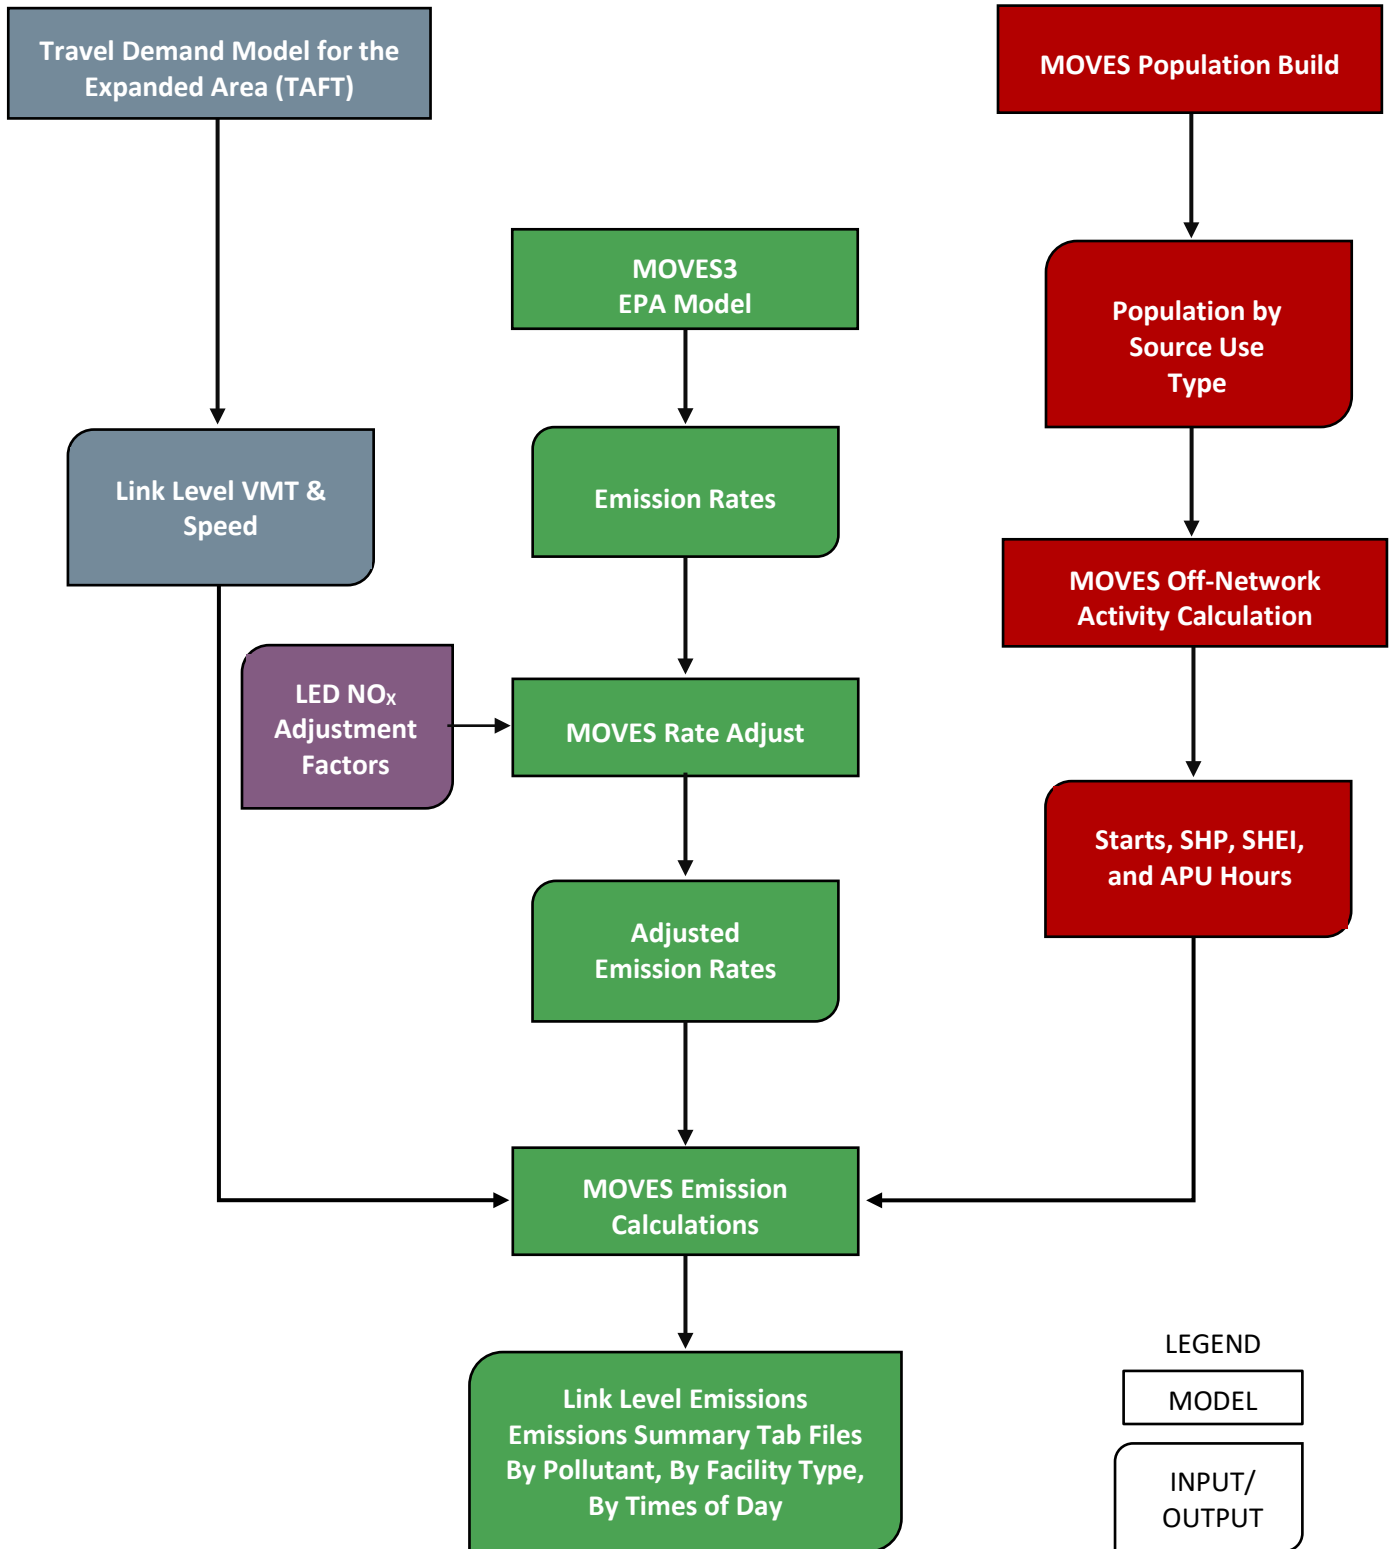 Travel Demand Model for the
Expanded Area (TAFT)
MOVES Population Build
MOVES3
EPA Model
Population by
Source Use
Type
Link Level VMT &
Speed
Emission Rates
MOVES Off-Network
Activity Calculation
LED NOX
Adjustment
Factors
MOVES Rate Adjust
Starts, SHP, SHEI,
and APU Hours
Adjusted
Emission Rates
MOVES Emission
Calculations
Link Level Emissions
Emissions Summary Tab Files
By Pollutant, By Facility Type,
By Times of Day
LEGEND
MODEL
INPUT/
OUTPUT